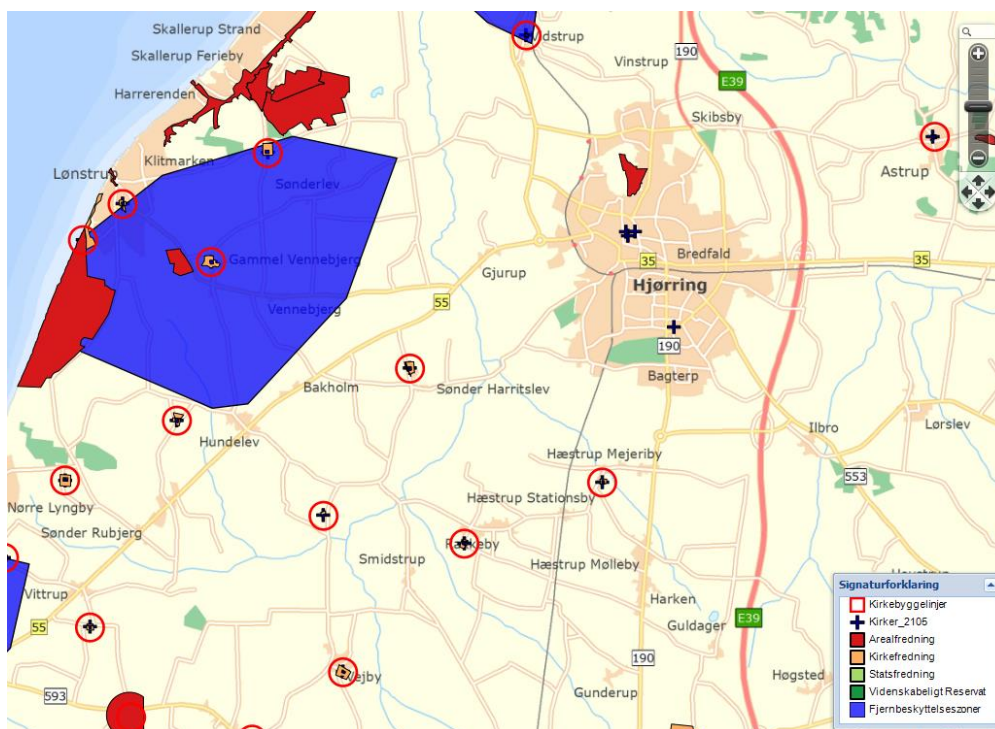 Skallerup Strand
Skallerup Ferieby
Harrerenden
Vidstrup
190
Vinstrup
E39
Skibsby
Astrup
Klitmarken
Lønstrup
Sønderlev
Gammel Vennebjerg
Gjurup
Bredfald
35
35
Vennebjerg
55
Hjørring
190
Bagterp
Bakholm
Sønder Harritslev
Hundelev
Ilbro
Lørslev
Hæstrup Mejeriby
553
Nørre Lyngby
Hæstrup Stationsby
Sønder Rubjerg
Smidstrup
Hæstrup Mølleby
Vittrup
Harken
55
Guldager
E39
190
593
Gunderup
Høgsted
Signaturforklaring
Kirkebyggelinjer
Kirker_2105
Arealfredning
Kirkefredning
Statsfredning
Videnskabeligt Reservat
Fjernbeskyttelseszoner